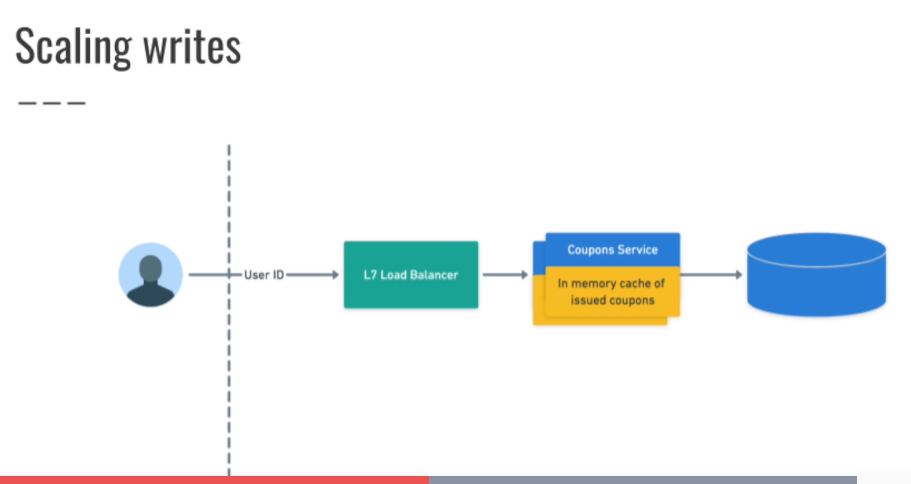 Scaling writes
User ID
L7 Load Balancer
Coupons Service
In memory cache of
issued coupons